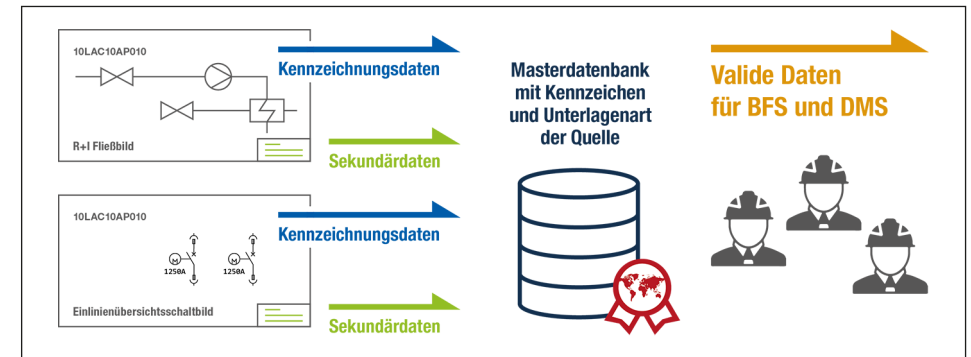 10LAC10AP010
Kennzeichnungsdaten
R+I Fließbild
Sekundärdaten
10LAC10AP010
Kennzeichnungsdaten
M
1250A
M
1250A
Einlinienübersichtsschaltbild
Sekundärdaten
Masterdatenbank
mit Kennzeichen
und Unterlagenart
der Quelle
Valide Daten
für BFS und DMS